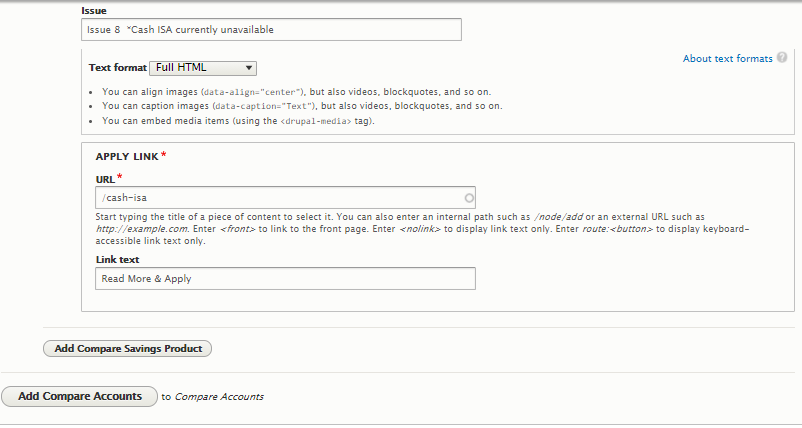 Issue
Issue 8 *Cash ISA currently unavailable
About text formats ?
Text format Full HTML
• You can align images (data-align="center"), but also videos, blockquotes, and so on.
• You can caption images (data-caption="Text"), but also videos, blockquotes, and so on.
• You can embed media items (using the <drupal-media> tag).
APPLY LINK *
URL *
/cash-isa
Start typing the title of a piece of content to select it. You can also enter an internal path such as /node/add or an external URL such as
http://example.com. Enter <front> to link to the front page. Enter <nolink> to display link text only. Enter route:<button> to display keyboard-
accessible link text only.
Link text
Read More & Apply
Add Compare Savings Product
Add Compare Accounts to Compare Accounts